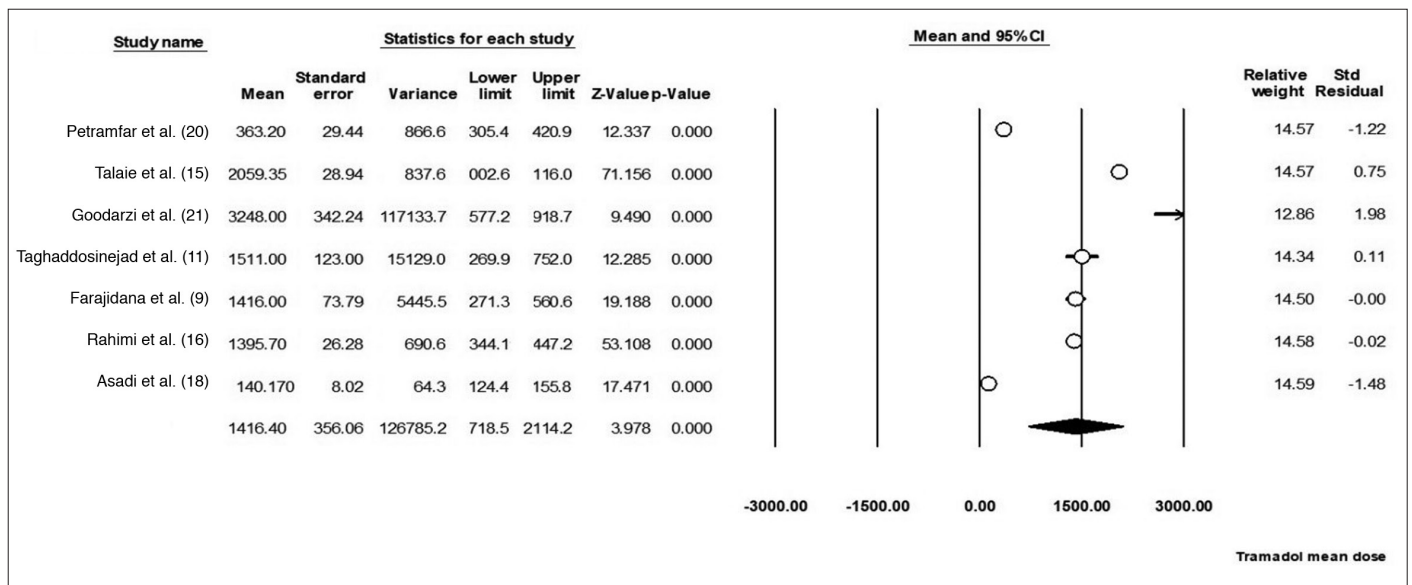 Study name Statistics for each study Mean and 95%CI
Mean Standard error Variance Lower limit Upper limit Z-Value p-Value Relative weight Std Residual
Petramfar et al. (20) 363.20 29.44 866.6 305.4 420.9 12.337 0.000 14.57 -1.22
Talaie et al. (15) 2059.35 28.94 837.6 002.6 116.0 71.156 0.000 14.57 0.75
Goodarzi et al. (21) 3248.00 342.24 117133.7 577.2 918.7 9.490 0.000 12.86 1.98
Taghaddosinejad et al. (11) 1511.00 123.00 15129.0 269.9 752.0 12.285 0.000 14.34 0.11
Farajidana et al. (9) 1416.00 73.79 5445.5 271.3 560.6 19.188 0.000 14.50 -0.00
Rahimi et al. (16) 1395.70 26.28 690.6 344.1 447.2 53.108 0.000 14.58 -0.02
Asadi et al. (18) 140.170 8.02 64.3 124.4 155.8 17.471 0.000 14.59 -1.48
1416.40 356.06 126785.2 718.5 2114.2 3.978 0.000
-3000.00 -1500.00 0.00 1500.00 3000.00
Tramadol mean dose